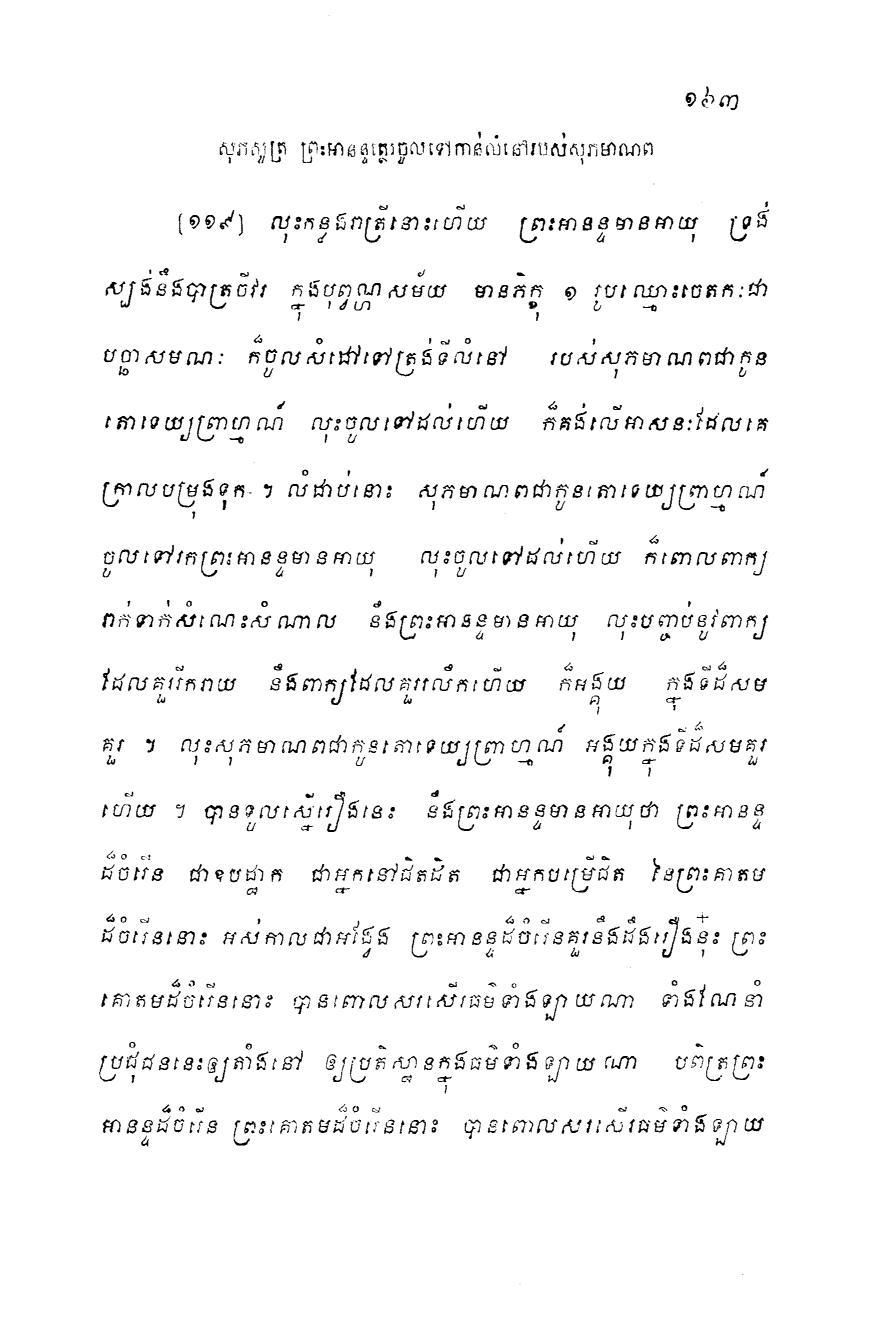 ១៦៣
សុភសូត្រ ព្រះអានន្ទត្ថេរចូលទៅកាន់លំនៅរបស់សុភមាណព
[១១៩] លុះកន្លងរាត្រីនោះហើយ ព្រះអានន្ទមានអាយុ ទ្រង់
ស្បង់នឹងបាត្រចីវរ ក្នុងបុព្វណ្ហសម័យ មានភិក្ខុ ១ រូបឈ្មោះចេតកៈជា
បច្ឆាសមណៈ ក៏ចូលសំដៅទៅត្រង់ទីលំនៅ របស់សុភមាណពជាកូន
តោទេយ្យព្រាហ្មណ៍ លុះចូលទៅដល់ហើយ ក៏គង់លើអាសនៈដែលគេ
ក្រាលបម្រុងទុក ។ លំដាប់នោះ សុភមាណពជាកូនតោទេយ្យព្រាហ្មណ៍
ចូលទៅរកព្រះអានន្ទមានអាយុ លុះចូលទៅដល់ហើយ ក៏ពោលពាក្យ
រាក់ទាក់សំណេះសំណាល នឹងព្រះអានន្ទមានអាយុ លុះបញ្ចប់នូវពាក្យ
ដែលគួររីករាយ នឹងពាក្យដែលគួររលឹកហើយ ក៏អង្គុយ ក្នុងទីដ៏សម
គួរ ។ លុះសុភមាណពជាកូនតោទេយ្យព្រាហ្មណ៍ អង្គុយក្នុងទីដ៏សមគួរ
ហើយ ។ បានទូលស្នើរឿងនេះ នឹងព្រះអានន្ទមានអាយុថា ព្រះអានន្ទ
ដ៏ចំរើន ជាឧបដ្ឋាក ជាអ្នកនៅជិតដិត ជាអ្នកបម្រើជិត នៃព្រះគោតម
ដ៏ចំរើននោះ អស់កាលជាអង្វែង ព្រះអានន្ទដ៏ចំរើនគួរនឹងដឹងរឿងនុ៎ះ ព្រះ
គោតមដ៏ចំរើននោះ បានពោលសរសើរធម៌ទាំងឡាយណា ទាំងណែនាំ
ប្រជុំជននេះឲ្យតាំងនៅ ឲ្យប្រតិស្ឋានក្នុងធម៌ទាំងឡាយណា បពិត្រព្រះ
អានន្ទដ៏ចំរើន ព្រះគោតមដ៏ចំរើននោះ បានពោលសរសើរធម៌ទាំងឡាយ